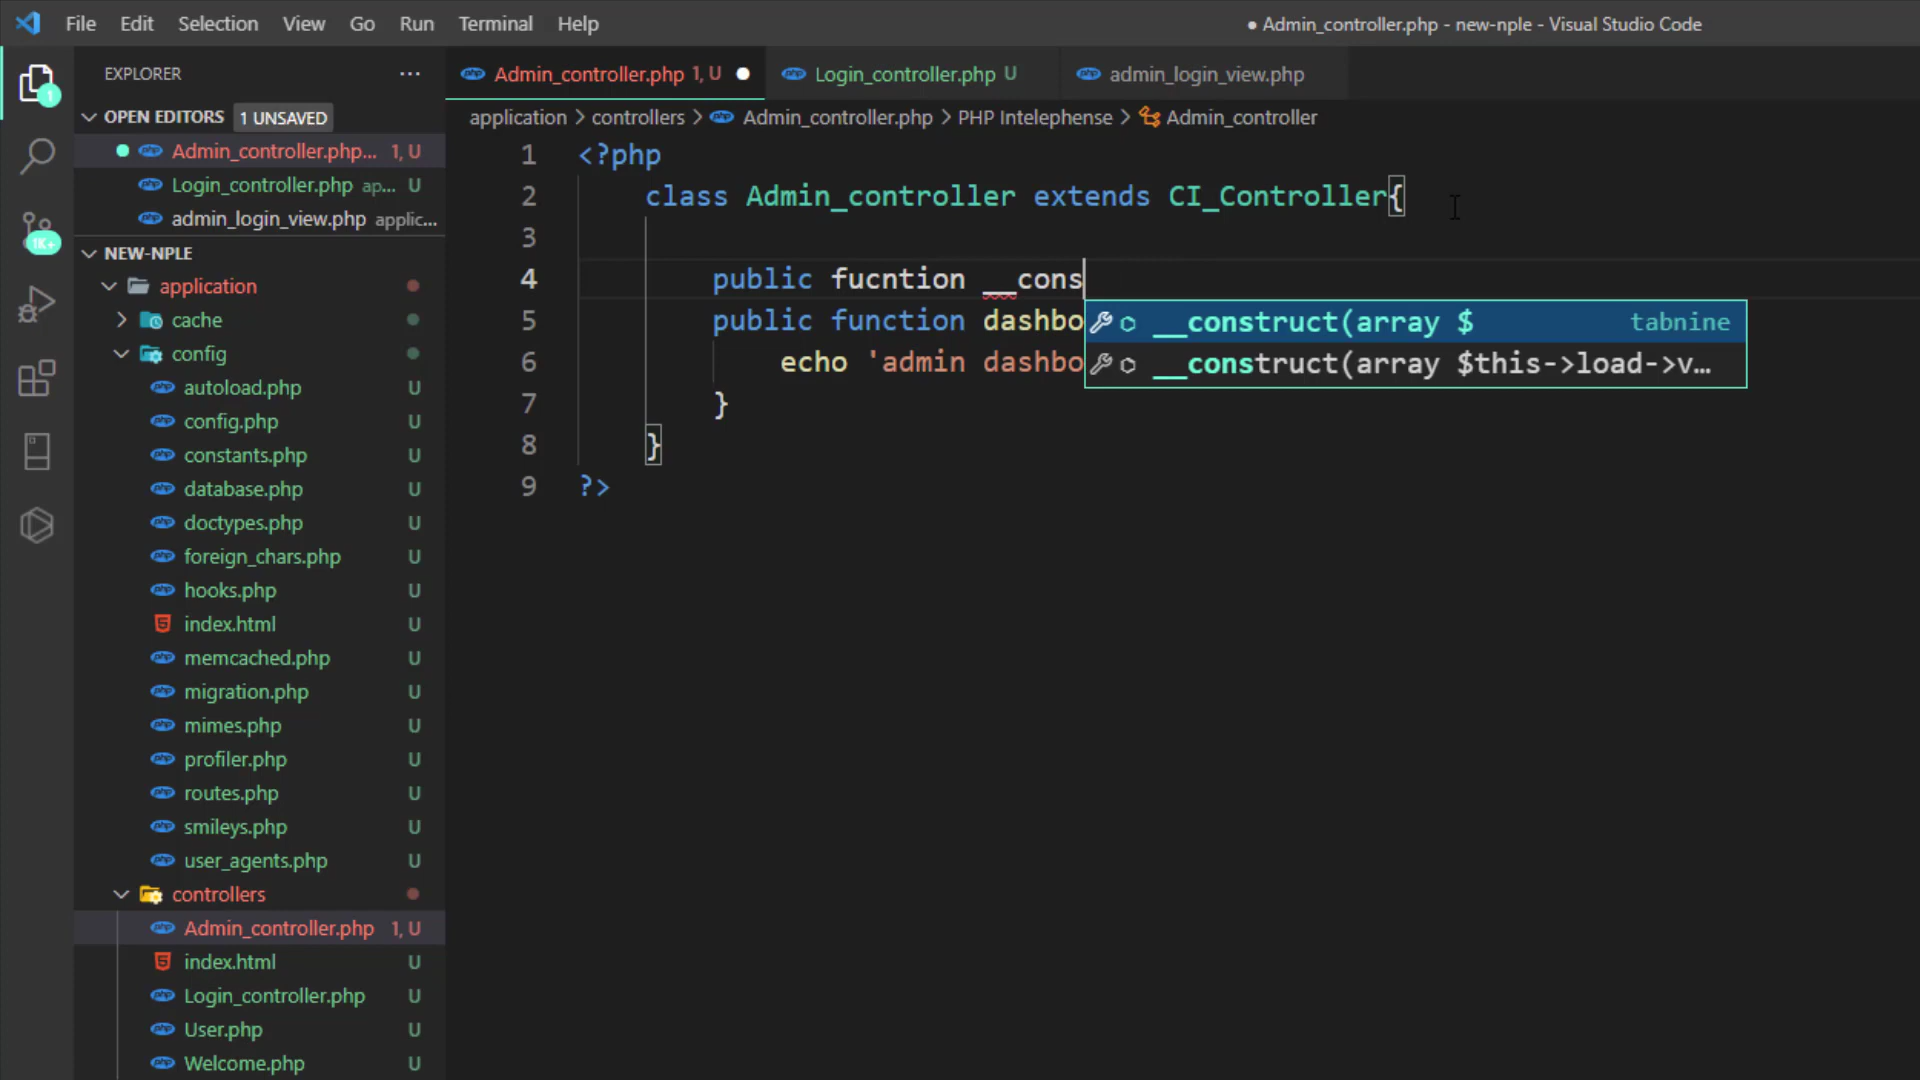 File Edit Selection View Go Run Terminal Help
● Admin_controller.php - new-nple - Visual Studio Code
EXPLORER ...
Admin_controller.php 1, U ● Login_controller.php U admin_login_view.php
OPEN EDITORS 1 UNSAVED
application > controllers > Admin_controller.php > PHP Intelephense > Admin_controller
Admin_controller.php... 1, U
Login_controller.php ap... U
admin_login_view.php applic...
NEW-NPLE
application
cache
config
autoload.php U
config.php U
constants.php U
database.php U
doctypes.php U
foreign_chars.php U
hooks.php U
index.html U
memcached.php U
migration.php U
mimes.php U
profiler.php U
routes.php U
smileys.php U
user_agents.php U
controllers
Admin_controller.php 1, U
index.html U
Login_controller.php U
User.php U
Welcome.php U
1
1K+
1 <?php
2 class Admin_controller extends CI_Controller{
3
4 public fucntion __cons
5 public function dashbo
6 echo 'admin dashbo
7 }
8 }
9 ?>
__construct(array $ tabnine
__construct(array $this->load->v...